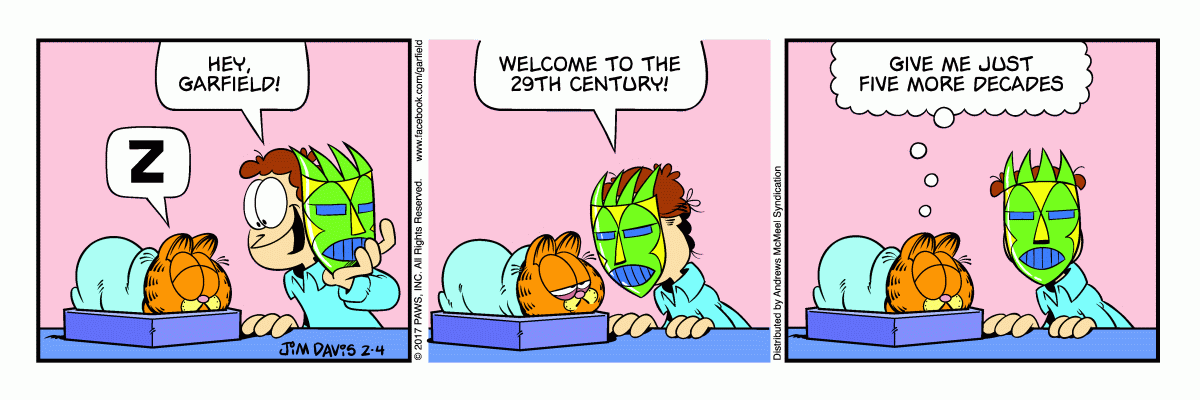 HEY,
GARFIELD!
Z
JIM DAVIS 2-4
© 2017 PAWS, INC. All Rights Reserved. www.facebook.com/garfield
WELCOME TO THE
29TH CENTURY!
Distributed by Andrews McMeel Syndication
GIVE ME JUST
FIVE MORE DECADES